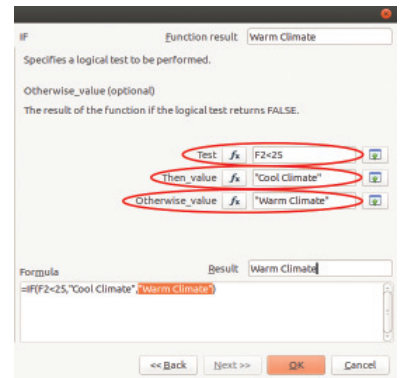 IF Function result Warm Climate
Specifies a logical test to be performed.
Otherwise_value (optional)
The result of the function if the logical test returns FALSE.
Test fx F2<25
Then_value fx "Cool Climate"
Otherwise_value fx "Warm Climate"
Formula Result Warm Climate
=IF(F2<25,"Cool Climate","Warm Climate")
<< Back Next >> OK Cancel